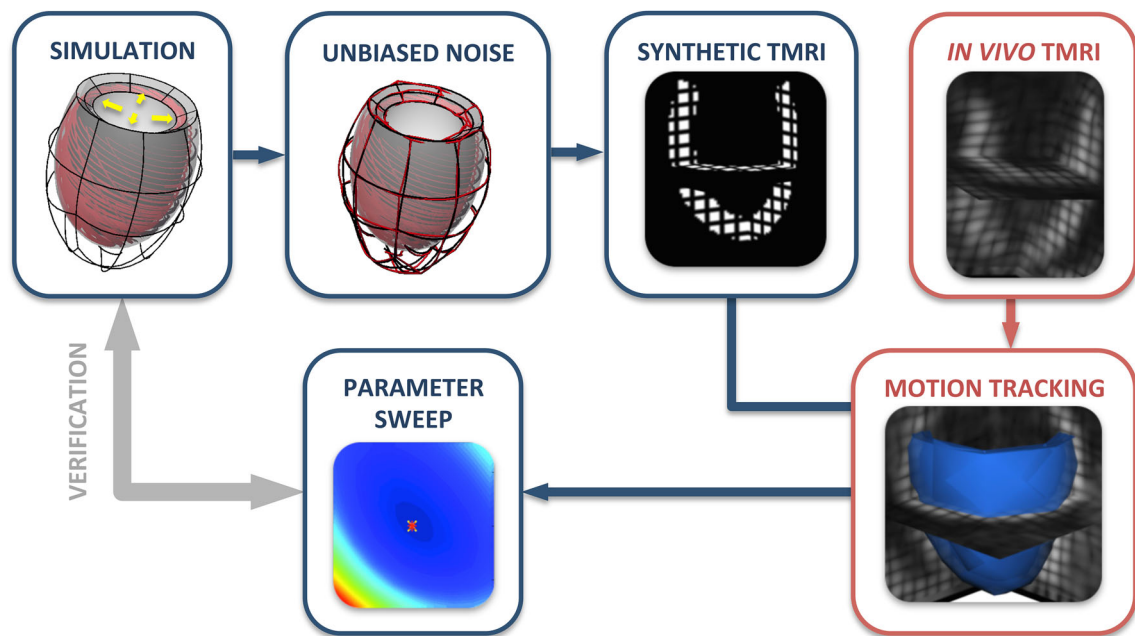 SIMULATION
UNBIASED NOISE
SYNTHETIC TMRI
IN VIVO TMRI
VERIFICATION
PARAMETER
SWEEP
MOTION TRACKING